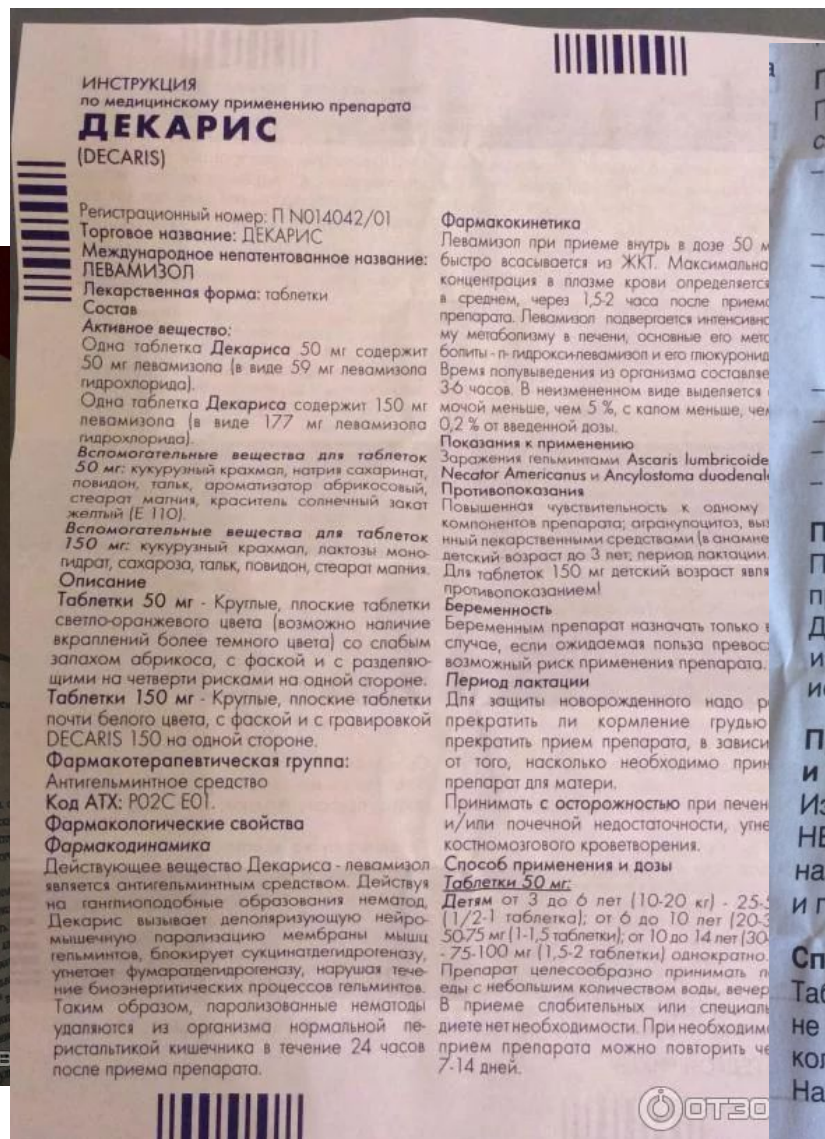 ИНСТРУКЦИЯ
по медицинскому применению препарата
ДЕКАРИС
(DECARIS)
Регистрационный номер: П N014042/01
Торговое название: ДЕКАРИС
Международное непатентованное название:
ЛЕВАМИЗОЛ
Лекарственная форма: таблетки
Состав
Активное вещество:
Одна таблетка Декариса 50 мг содержит
50 мг левамизола (в виде 59 мг левамизола
гидрохлорида).
Одна таблетка Декариса содержит 150 мг
левамизола (в виде 177 мг левамизола
гидрохлорида).
Вспомогательные вещества для таблеток
50 мг: кукурузный крахмал, натрия сахаринат,
повидон, тальк, ароматизатор абрикосовый,
стеарат магния, краситель солнечный закат
желтый (Е 110).
Вспомогательные вещества для таблеток
150 мг: кукурузный крахмал, лактозы моно-
гидрат, сахароза, тальк, повидон, стеарат магния.
Описание
Таблетки 50 мг - Круглые, плоские таблетки
светло-оранжевого цвета (возможно наличие
вкраплений более темного цвета) со слабым
запахом абрикоса, с фаской и с разделяю-
щими на четверти рисками на одной стороне.
Таблетки 150 мг - Круглые, плоские таблетки
почти белого цвета, с фаской и с гравировкой
DECARIS 150 на одной стороне.
Фармакотерапевтическая группа:
Антигельминтное средство
Код АТХ: P02C E01.
Фармакологические свойства
Фармакодинамика
Действующее вещество Декариса - левамизол
является антигельминтным средством. Действуя
на ганглиоподобные образования нематод,
Декарис вызывает деполяризующую нейро-
мышечную парализацию мембраны мышц
гельминтов, блокирует сукцинатдегидрогеназу,
угнетает фумаратдегидрогеназу, нарушая тече-
ние биоэнергитических процессов гельминтов.
Таким образом, парализованные нематоды
удаляются из организма нормальной пе-
ристальтикой кишечника в течение 24 часов
после приема препарата.
Фармакокинетика
Левамизол при приеме внутрь в дозе 50 м
быстро всасывается из ЖКТ. Максимальна
концентрация в плазме крови определяется
в среднем, через 1,5-2 часа после приема
препарата. Левамизол подвергается интенсивно
му метаболизму в печени, основные его мета
болиты - п- гидрокси-левамизол и его глюкуронид
Время полувыведения из организма составляе
3-6 часов. В неизмененном виде выделяется
мочой меньше, чем 5 %, с калом меньше, чем
0,2 % от введенной дозы.
Показания к применению
Заражения гельминтами Ascaris lumbricoide
Necator Americanus и Ancylostoma duodenale
Противопоказания
Повышенная чувствительность к одному
компонентов препарата; агранулоцитоз, выз
нный лекарственными средствами (в анамне
детский возраст до 3 лет; период лактации.
Для таблеток 150 мг детский возраст явля
противопоказанием!
Беременность
Беременным препарат назначать только в
случае, если ожидаемая польза превос
возможный риск применения препарата.
Период лактации
Для защиты новорожденного надо р
прекратить ли кормление грудью
прекратить прием препарата, в зависи
от того, насколько необходимо прин
препарат для матери.
Принимать с осторожностью при печен
и/или почечной недостаточности, угне
костномозгового кроветворения.
Способ применения и дозы
Таблетки 50 мг:
Детям от 3 до 6 лет (10-20 кг) - 25-5
(1/2-1 таблетка); от 6 до 10 лет (20-3
50-75 мг (1-1,5 таблетки); от 10 до 14 лет (30-
- 75-100 мг (1,5-2 таблетки) однократно.
Препарат целесообразно принимать п
еды с небольшим количеством воды, вечер
В приеме слабительных или специаль
диете нет необходимости. При необходим
прием препарата можно повторить че
7-14 дней.
Сп
Таб
не
кол
На
ОТЗО